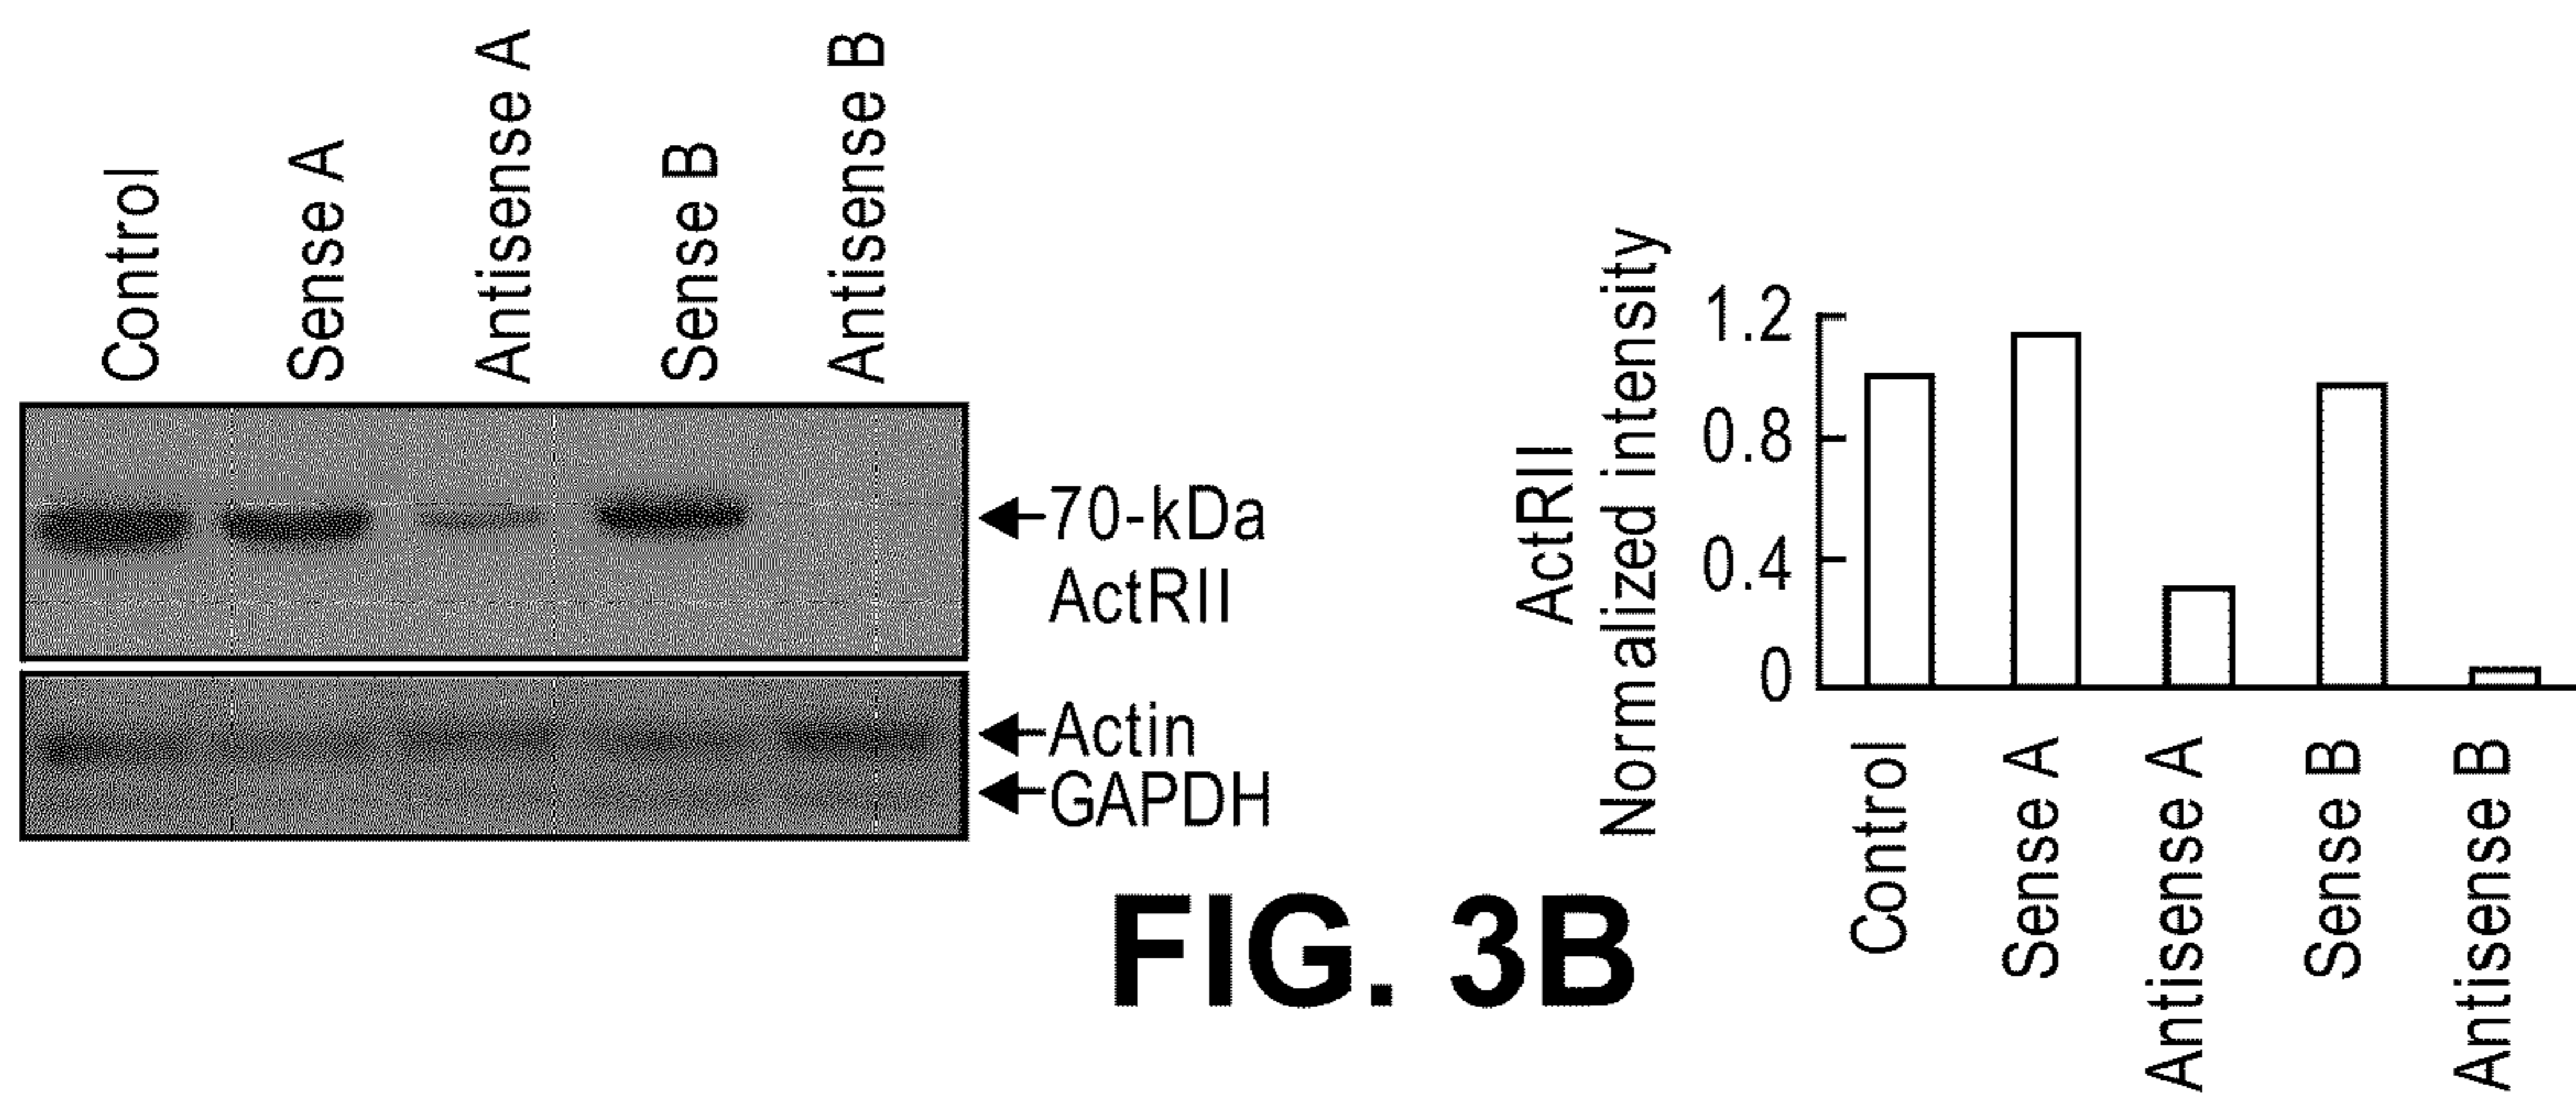 Control
Sense A
Antisense A
Sense B
Antisense B
70-kDa
ActRII
Actin
GAPDH
ActRII
Normalized intensity
1.2
0.8
0.4
0
Control
Sense A
Antisense A
Sense B
Antisense B
FIG. 3B